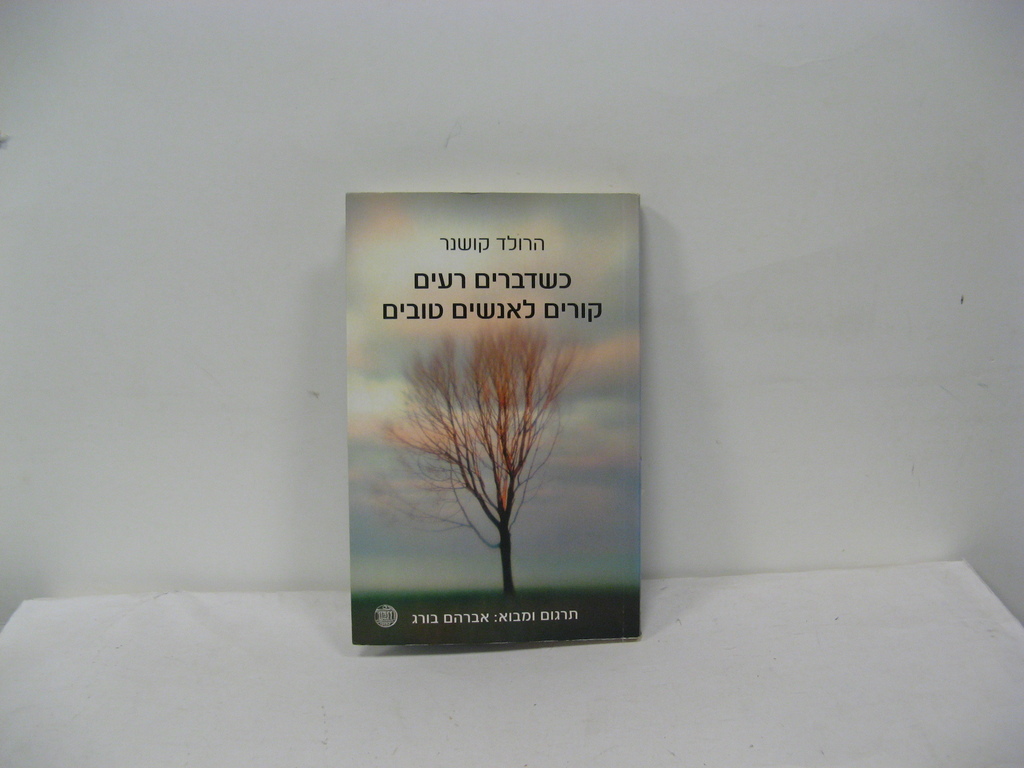 הרולד קושנר
כשדברים רעים
קורים לאנשים טובים
תרגום ומבוא: אברהם בורג